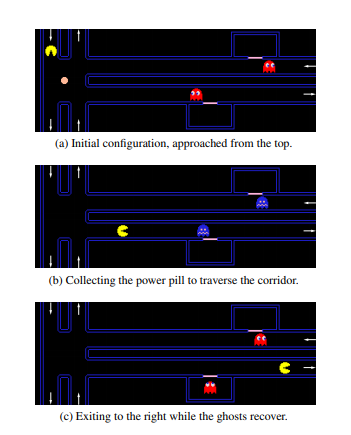 (a) Initial configuration, approached from the top.
(b) Collecting the power pill to traverse the corridor.
(c) Exiting to the right while the ghosts recover.